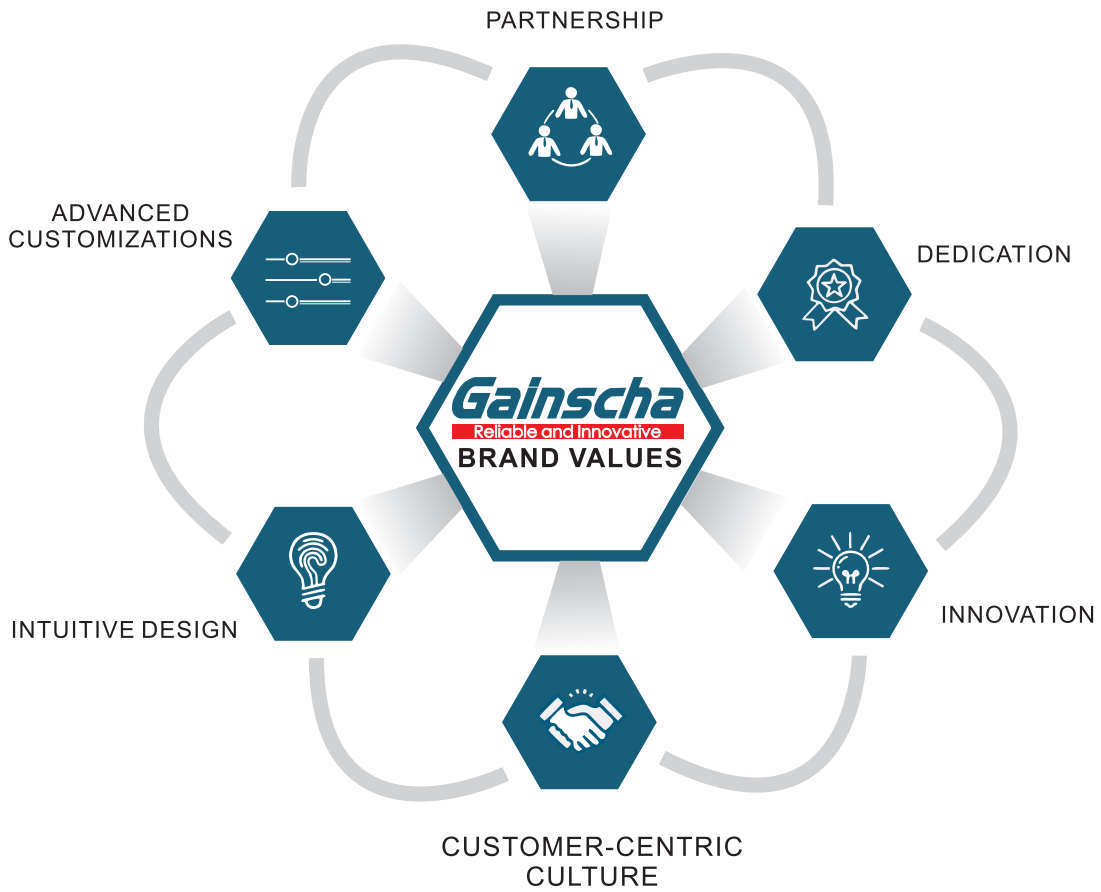 PARTNERSHIP
ADVANCED
CUSTOMIZATIONS
DEDICATION
Gainscha
Reliable and Innovative
BRAND VALUES
INTUITIVE DESIGN
INNOVATION
CUSTOMER-CENTRIC
CULTURE